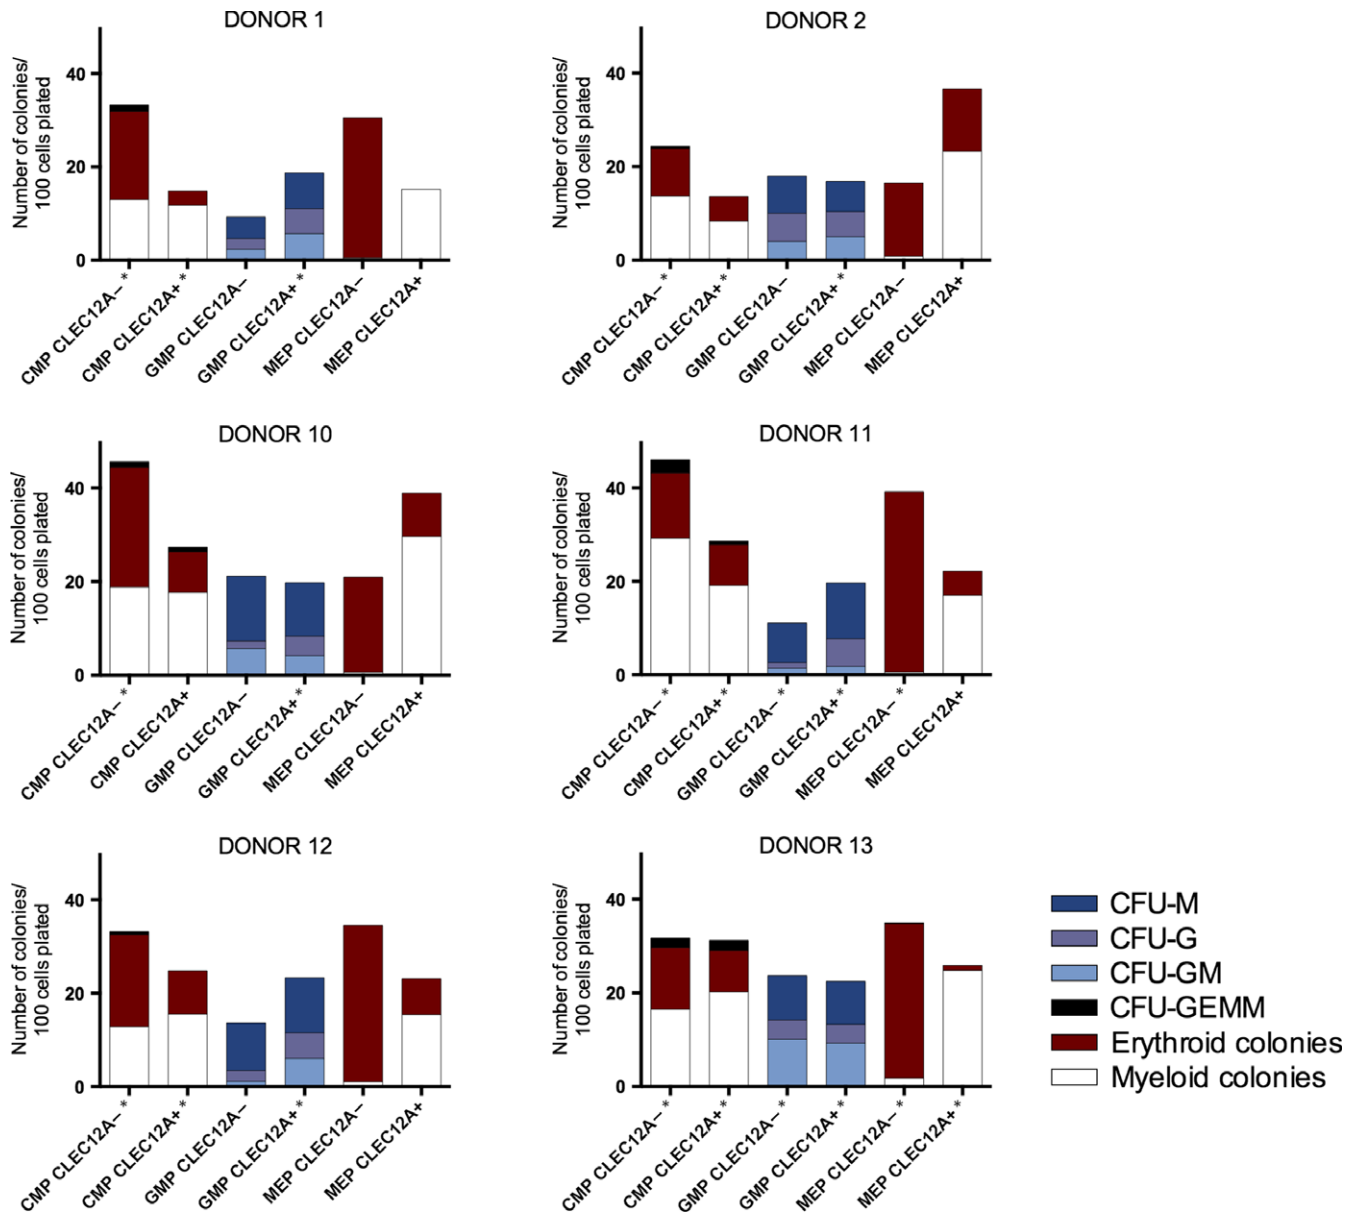 DONOR 1
Number of colonies/
100 cells plated
40
20
0
CMP CLEC12A– *
CMP CLEC12A+ *
GMP CLEC12A–
GMP CLEC12A+ *
MEP CLEC12A–
MEP CLEC12A+
DONOR 2
Number of colonies/
100 cells plated
40
20
0
CMP CLEC12A– *
CMP CLEC12A+ *
GMP CLEC12A–
GMP CLEC12A+ *
MEP CLEC12A–
MEP CLEC12A+
DONOR 10
Number of colonies/
100 cells plated
40
20
0
CMP CLEC12A– *
CMP CLEC12A+
GMP CLEC12A–
GMP CLEC12A+ *
MEP CLEC12A–
MEP CLEC12A+
DONOR 11
Number of colonies/
100 cells plated
40
20
0
CMP CLEC12A– *
CMP CLEC12A+ *
GMP CLEC12A– *
GMP CLEC12A+ *
MEP CLEC12A– *
MEP CLEC12A+
DONOR 12
Number of colonies/
100 cells plated
40
20
0
CMP CLEC12A– *
CMP CLEC12A+ *
GMP CLEC12A–
GMP CLEC12A+ *
MEP CLEC12A–
MEP CLEC12A+
DONOR 13
Number of colonies/
100 cells plated
40
20
0
CMP CLEC12A– *
CMP CLEC12A+ *
GMP CLEC12A– *
GMP CLEC12A+ *
MEP CLEC12A– *
MEP CLEC12A+ *
CFU-M
CFU-G
CFU-GM
CFU-GEMM
Erythroid colonies
Myeloid colonies